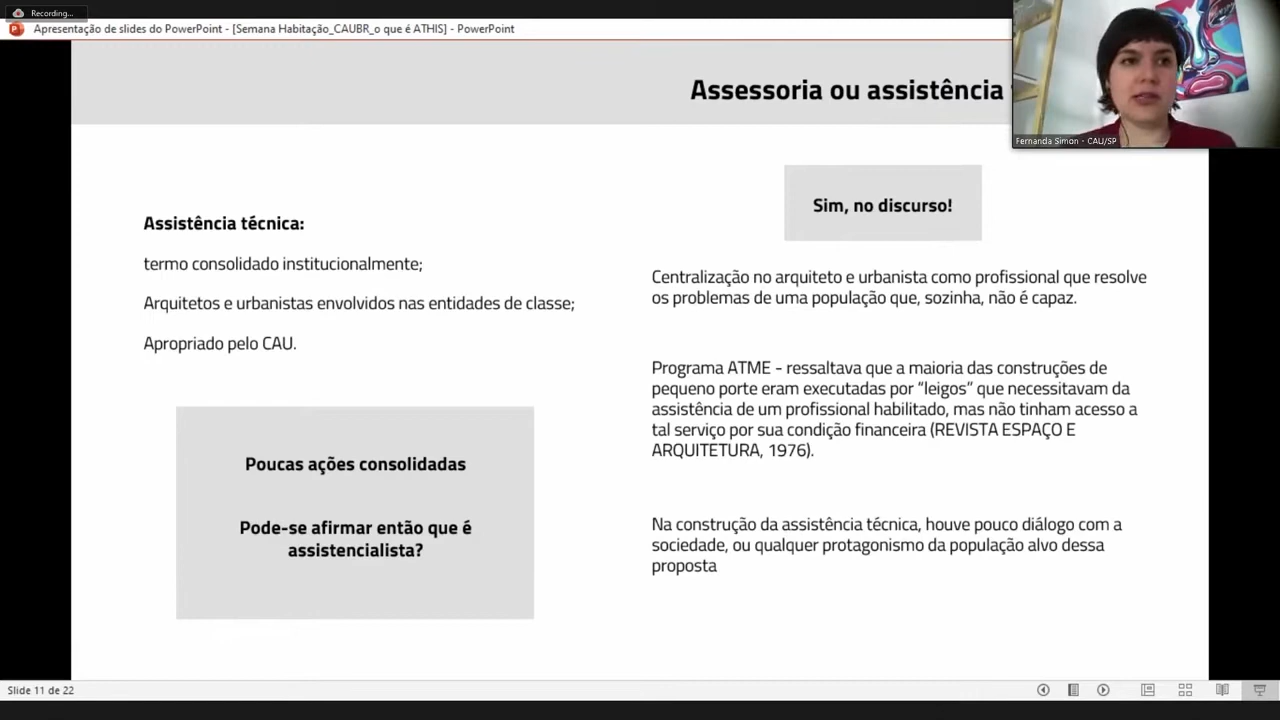 Recording...
Apresentação de slides do PowerPoint - [Semana Habitação_CAUBR_o que é ATHIS] - PowerPoint
Assessoria ou assistência
Fernanda Simon - CAU/SP
Assistência técnica:
termo consolidado institucionalmente;
Arquitetos e urbanistas envolvidos nas entidades de classe;
Apropriado pelo CAU.
Poucas ações consolidadas
Pode-se afirmar então que é
assistencialista?
Sim, no discurso!
Centralização no arquiteto e urbanista como profissional que resolve
os problemas de uma população que, sozinha, não é capaz.
Programa ATME - ressaltava que a maioria das construções de
pequeno porte eram executadas por “leigos” que necessitavam da
assistência de um profissional habilitado, mas não tinham acesso a
tal serviço por sua condição financeira (REVISTA ESPAÇO E
ARQUITETURA, 1976).
Na construção da assistência técnica, houve pouco diálogo com a
sociedade, ou qualquer protagonismo da população alvo dessa
proposta
Slide 11 de 22